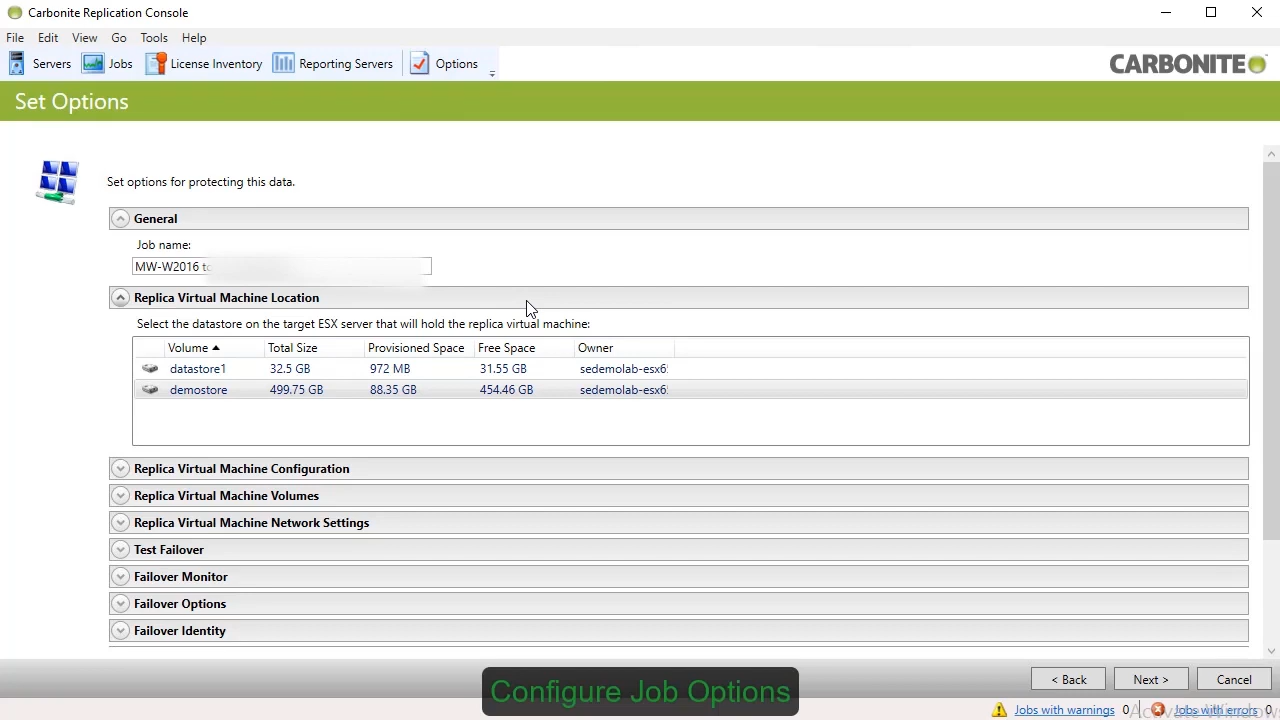 Carbonite Replication Console
File Edit View Go Tools Help
Servers Jobs License Inventory Reporting Servers Options
CARBONITE
Set Options
Set options for protecting this data.
General
Job name:
MW-W2016 to
Replica Virtual Machine Location
Select the datastore on the target ESX server that will hold the replica virtual machine:
Volume Total Size Provisioned Space Free Space Owner
datastore1 32.5 GB 972 MB 31.55 GB sedemolab-esx6
demostore 499.75 GB 88.35 GB 454.46 GB sedemolab-esx6
Replica Virtual Machine Configuration
Replica Virtual Machine Volumes
Replica Virtual Machine Network Settings
Test Failover
Failover Monitor
Failover Options
Failover Identity
< Back Next > Cancel
Configure Job Options
Jobs with warnings 0 Jobs with errors 0
Activate Windows